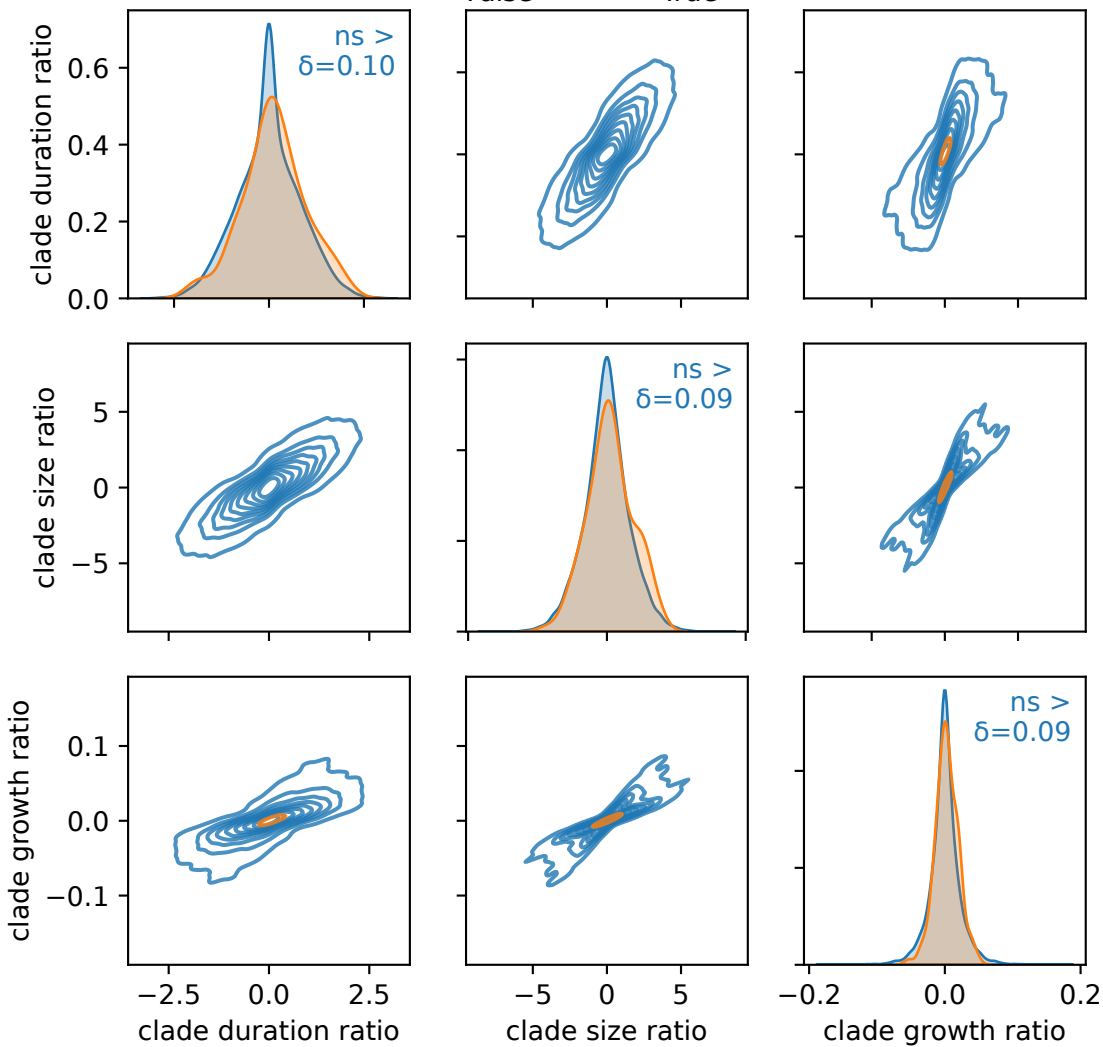 clade duration ratio
0.6
0.4
0.2
0.0
ns >
δ=0.10
clade size ratio
5
0
−5
ns >
δ=0.09
clade growth ratio
0.1
0.0
−0.1
ns >
δ=0.09
−2.5 0.0 2.5
−5 0 5
−0.2 0.0 0.2
clade duration ratio
clade size ratio
clade growth ratio